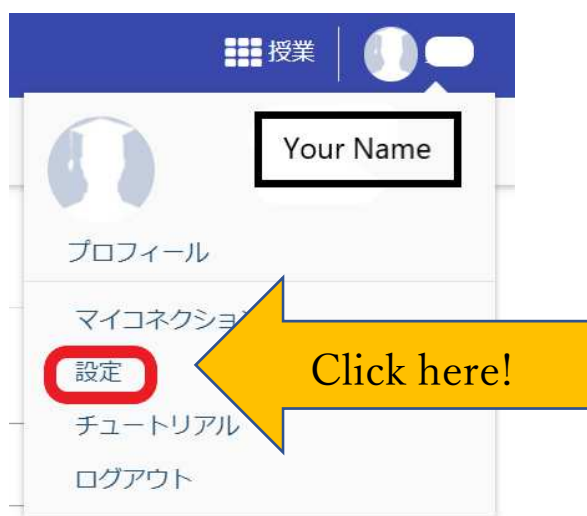 授業
Your Name
プロフィール
マイコネクション
設定
Click here!
チュートリアル
ログアウト